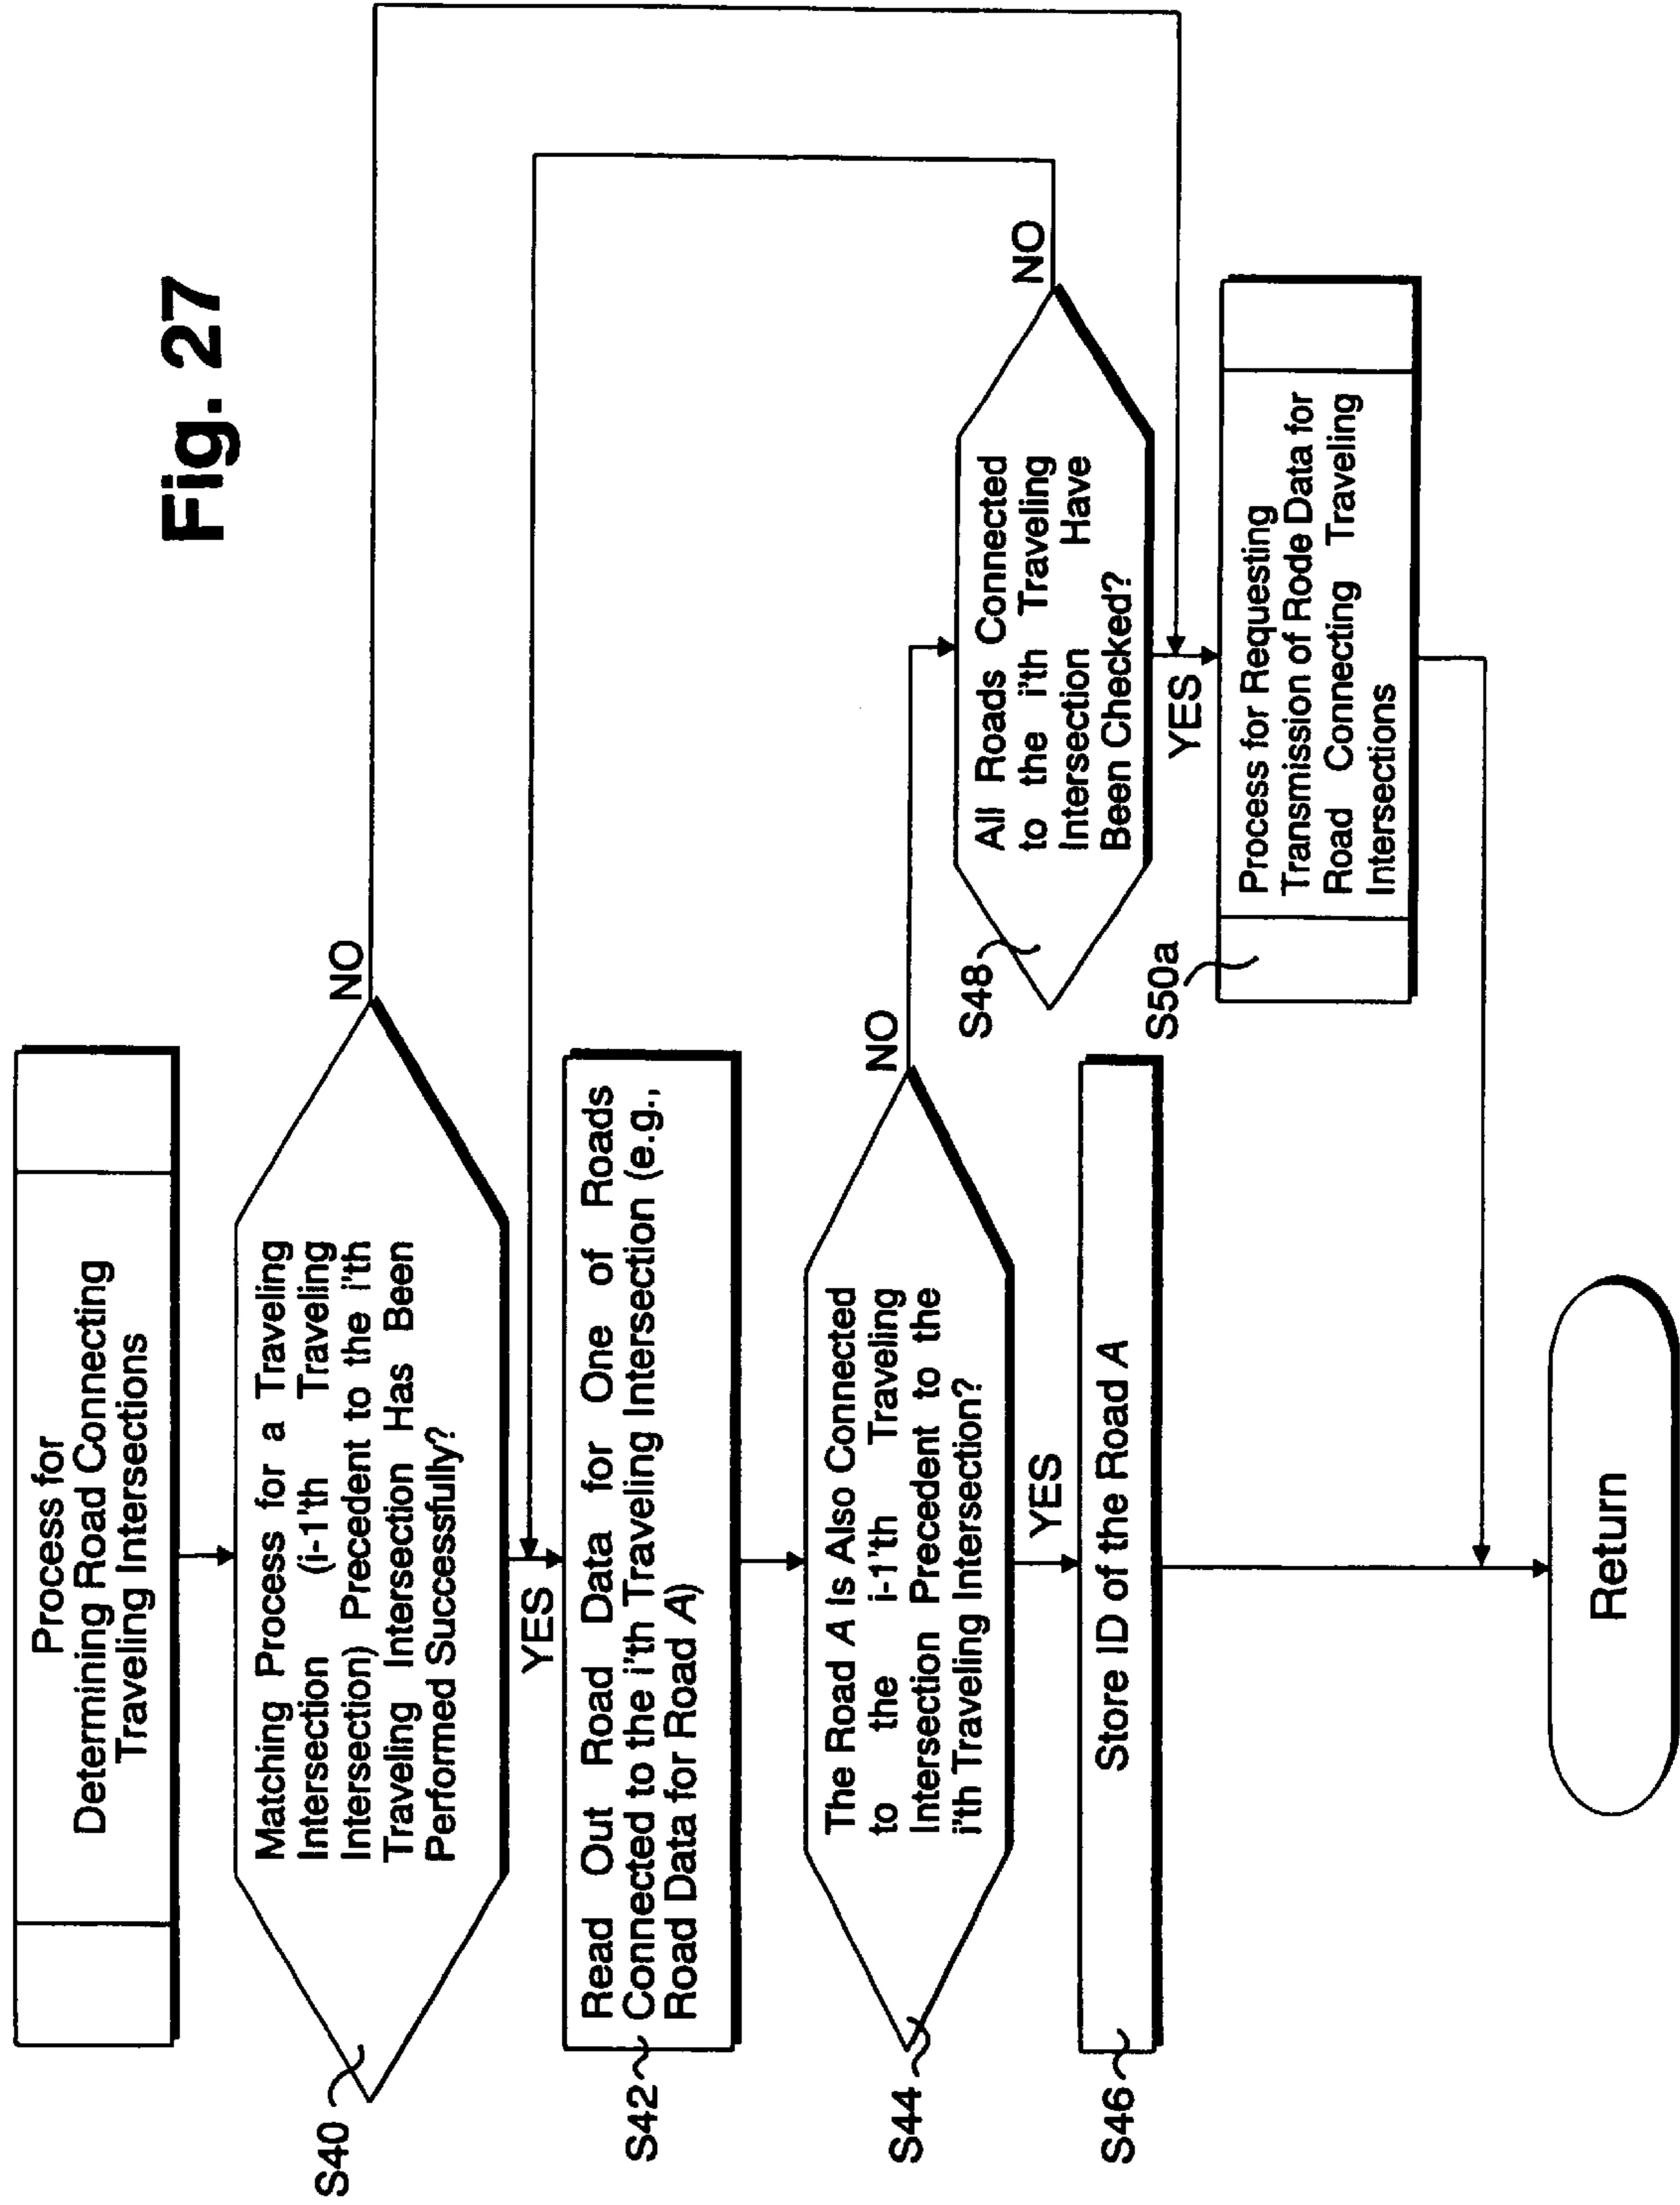 Fig. 27
Process for
Determining Road Connecting
Traveling Intersections
S40
Matching Process for a Traveling
Intersection (i-1'th Traveling
Intersection) Precedent to the i'th
Traveling Intersection Has Been
Performed Successfully?
NO
YES
S42
Read Out Road Data for One of Roads
Connected to the i'th Traveling Intersection (e.g.,
Road Data for Road A)
S44
The Road A Is Also Connected
to the i-1'th Traveling
Intersection Precedent to the
i'th Traveling Intersection?
NO
YES
S46
Store ID of the Road A
S48
All Roads Connected
to the i'th Traveling
Intersection Have
Been Checked?
NO
YES
S50a
Process for Requesting
Transmission of Rode Data for
Road Connecting Traveling
Intersections
Return